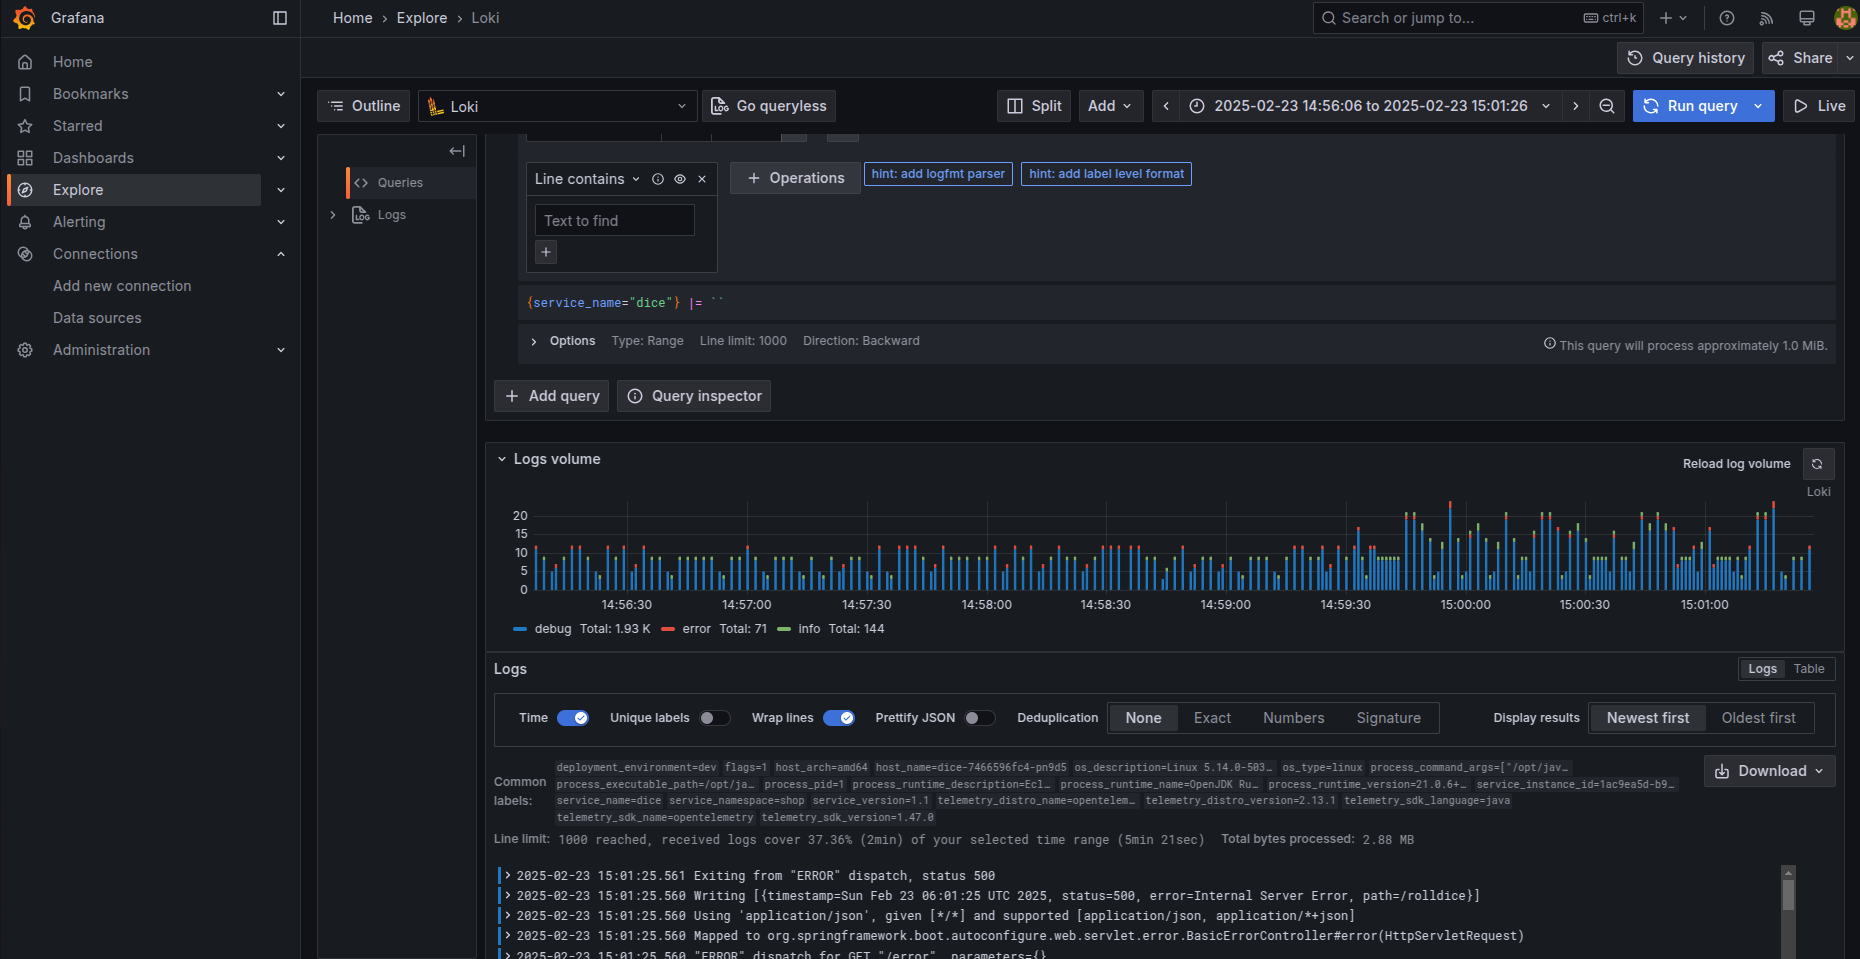 Grafana
Home › Explore › Loki
Search or jump to...
ctrl+k
Home
Bookmarks
Starred
Dashboards
Explore
Alerting
Connections
Add new connection
Data sources
Administration
Query history
Share
Outline
Loki
Go queryless
Split
Add
2025-02-23 14:56:06 to 2025-02-23 15:01:26
Run query
Live
Queries
Logs
Line contains
Operations
hint: add logfmt parser
hint: add label level format
Text to find
{service_name="dice"} |= ``
Options Type: Range Line limit: 1000 Direction: Backward
This query will process approximately 1.0 MiB.
Add query
Query inspector
Logs volume
Reload log volume
Loki
20
15
10
5
0
14:56:30 14:57:00 14:57:30 14:58:00 14:58:30 14:59:00 14:59:30 15:00:00 15:00:30 15:01:00
debug Total: 1.93 K error Total: 71 info Total: 144
Logs
Logs Table
Time Unique labels Wrap lines Prettify JSON Deduplication None Exact Numbers Signature Display results Newest first Oldest first
Common labels:
deployment_environment=dev flags=1 host_arch=amd64 host_name=dice-7466596fc4-pn9d5 os_description=Linux 5.14.0-503… os_type=linux process_command_args=["/opt/jav…
process_executable_path=/opt/ja… process_pid=1 process_runtime_description=Ecl… process_runtime_name=OpenJDK Ru… process_runtime_version=21.0.6+… service_instance_id=1ac9ea5d-b9…
service_name=dice service_namespace=shop service_version=1.1 telemetry_distro_name=opentelem… telemetry_distro_version=2.13.1 telemetry_sdk_language=java
telemetry_sdk_name=opentelemetry telemetry_sdk_version=1.47.0
Download
Line limit: 1000 reached, received logs cover 37.36% (2min) of your selected time range (5min 21sec) Total bytes processed: 2.88 MB
2025-02-23 15:01:25.561 Exiting from "ERROR" dispatch, status 500
2025-02-23 15:01:25.560 Writing [{timestamp=Sun Feb 23 06:01:25 UTC 2025, status=500, error=Internal Server Error, path=/rolldice}]
2025-02-23 15:01:25.560 Using 'application/json', given [*/*] and supported [application/json, application/*+json]
2025-02-23 15:01:25.560 Mapped to org.springframework.boot.autoconfigure.web.servlet.error.BasicErrorController#error(HttpServletRequest)
2025-02-23 15:01:25.560 "ERROR" dispatch for GET "/error", parameters={}